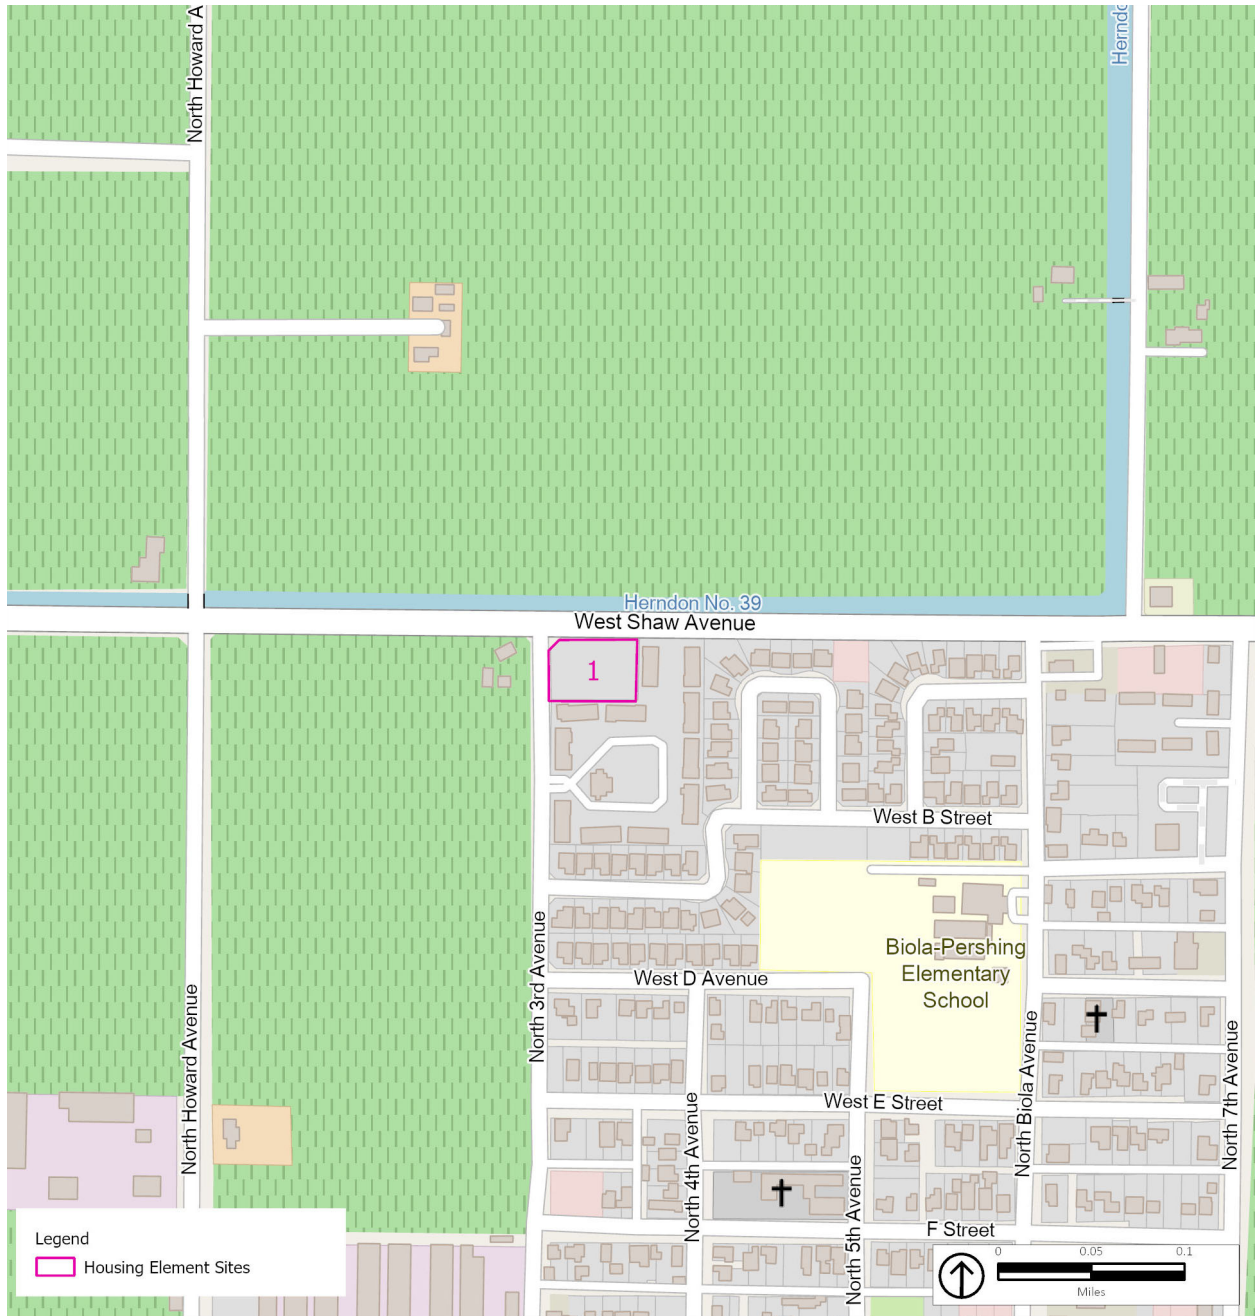 North Howard A
Herndo
Herndon No. 39
West Shaw Avenue
1
West B Street
North 3rd Avenue
Biola-Pershing
Elementary
School
West D Avenue
North Howard Avenue
North Biola Avenue
North 7th Avenue
West E Street
North 4th Avenue
North 5th Avenue
F Street
Legend
Housing Element Sites
0 0.05 0.1
Miles